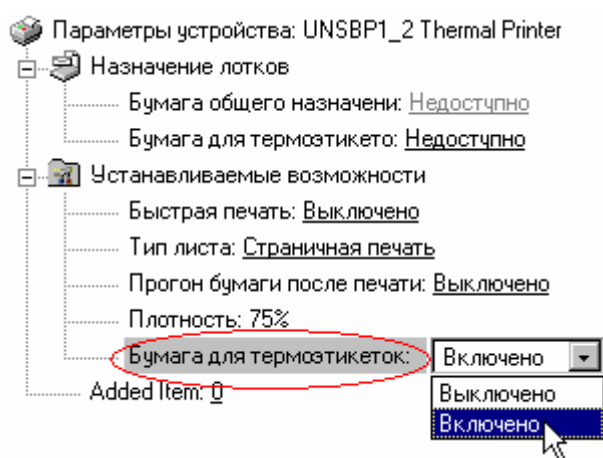 Параметры устройства: UNSBP1_2 Thermal Printer
Назначение лотков
Бумага общего назначени: Недоступно
Бумага для термоэтикето: Недоступно
Устанавливаемые возможности
Быстрая печать: Выключено
Тип листа: Страничная печать
Прогон бумаги после печати: Выключено
Плотность: 75%
Бумага для термоэтикеток: Включено
Added Item: 0
Выключено
Включено